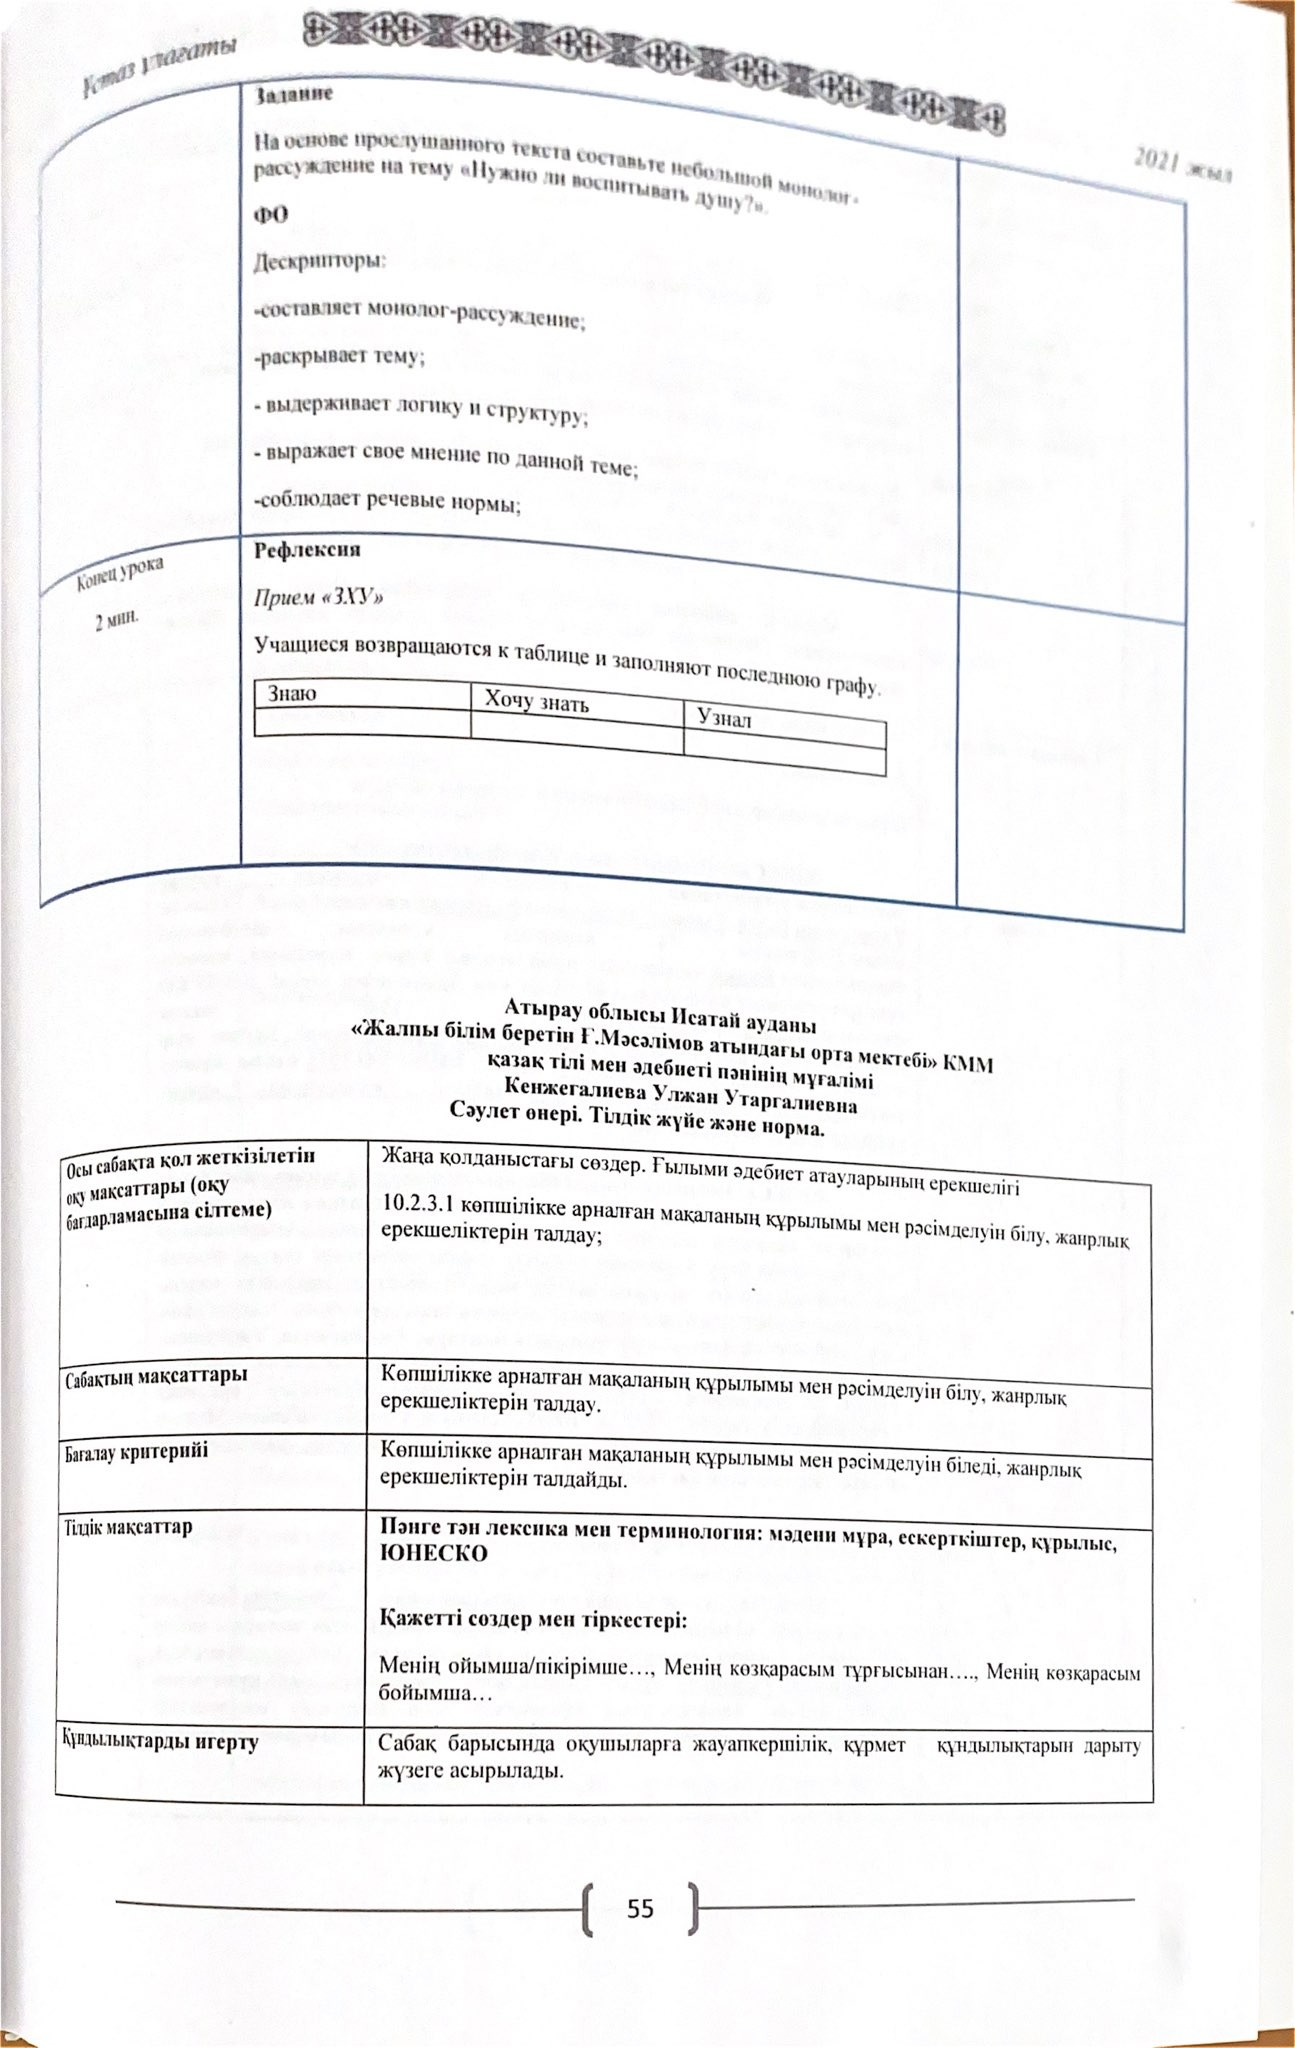 Ұстаз ұлағаты
2021 жыл
Задание
На основе прослушанного текста составьте небольшой монолог-
рассуждение на тему «Нужно ли воспитывать душу?».
ФО
Дескрипторы:
-составляет монолог-рассуждение;
-раскрывает тему;
- выдерживает логику и структуру;
- выражает свое мнение по данной теме;
-соблюдает речевые нормы;
Конец урока
2 мин.
Рефлексия
Прием «ЗХУ»
Учащиеся возвращаются к таблице и заполняют последнюю графу.
Знаю
Хочу знать
Узнал
Атырау облысы Исатай ауданы
«Жалпы білім беретін Ғ.Мәсәлімов атындағы орта мектебі» КММ
қазақ тілі мен әдебиеті пәнінің мұғалімі
Кенжегалиева Улжан Утаргалиевна
Сәулет өнері. Тілдік жүйе және норма.
Осы сабақта қол жеткізілетін
оқу мақсаттары (оқу
бағдарламасына сілтеме)
Жаңа қолданыстағы сөздер. Ғылыми әдебиет атауларының ерекшелігі
10.2.3.1 көпшілікке арналған мақаланың құрылымы мен рәсімделуін білу, жанрлық
ерекшеліктерін талдау;
Сабақтың мақсаттары
Көпшілікке арналған мақаланың құрылымы мен рәсімделуін білу, жанрлық
ерекшеліктерін талдау.
Бағалау критерийі
Көпшілікке арналған мақаланың құрылымы мен рәсімделуін біледі, жанрлық
ерекшеліктерін талдайды.
Тілдік мақсаттар
Пәнге тән лексика мен терминология: мәдени мұра, ескерткіштер, құрылыс,
ЮНЕСКО
Қажетті сөздер мен тіркестері:
Менің ойымша/пікірімше…, Менің көзқарасым тұрғысынан…., Менің көзқарасым
бойымша…
Құндылықтарды игерту
Сабақ барысында оқушыларға жауапкершілік, құрмет құндылықтарын дарыту
жүзеге асырылады.
55